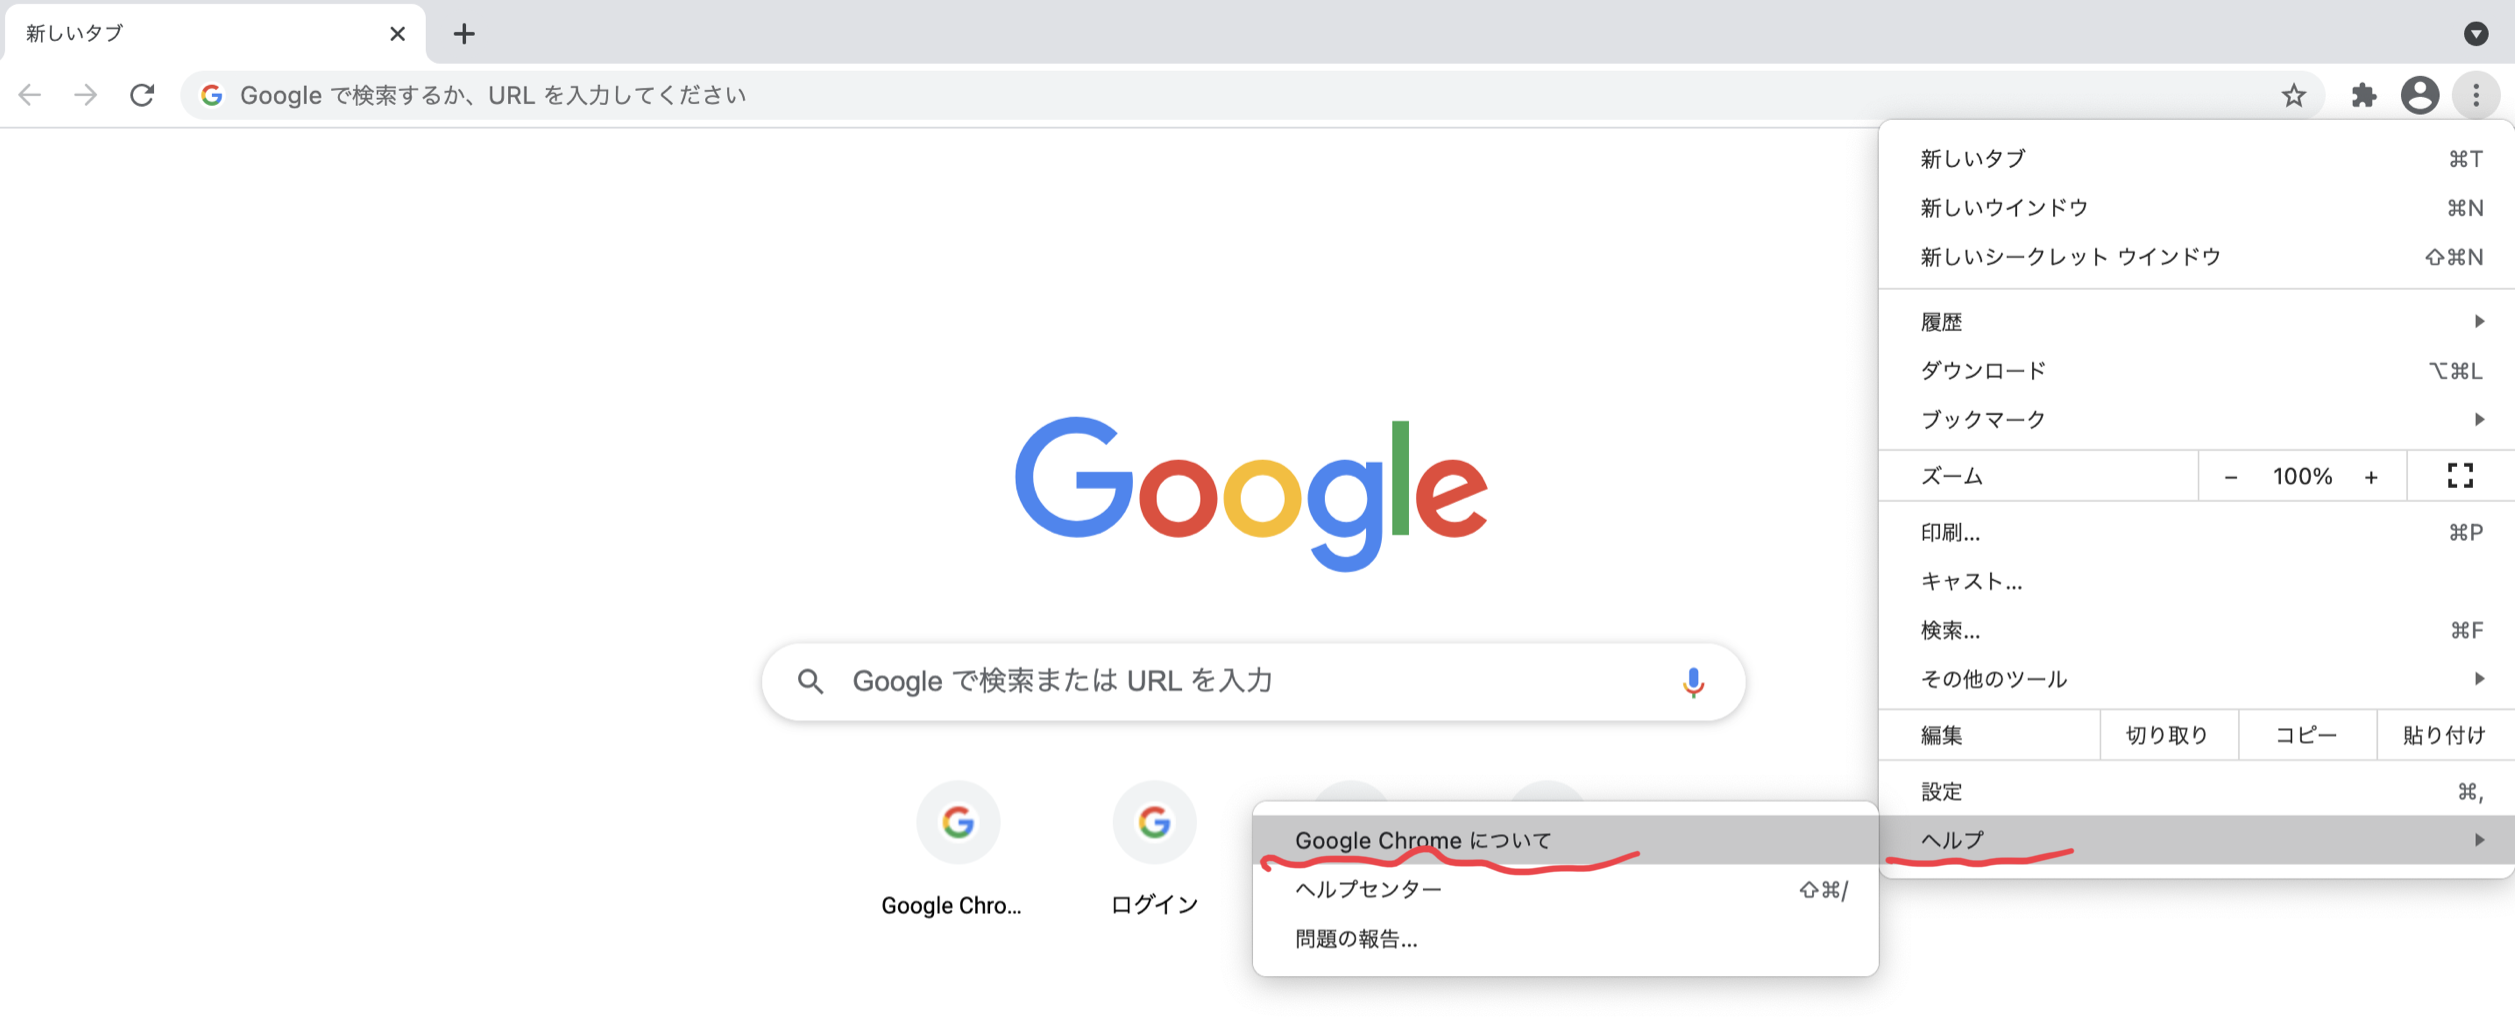 新しいタブ
Google で検索するか、URL を入力してください
新しいタブ ⌘T
新しいウインドウ ⌘N
新しいシークレット ウインドウ ⇧⌘N
履歴
ダウンロード ⌥⌘L
ブックマーク
ズーム − 100% +
印刷... ⌘P
キャスト...
検索... ⌘F
その他のツール
編集 切り取り コピー 貼り付け
設定 ⌘,
ヘルプ
Google Chrome について
ヘルプセンター ⇧⌘/
問題の報告...
Google
Google で検索または URL を入力
Google Chro...
ログイン